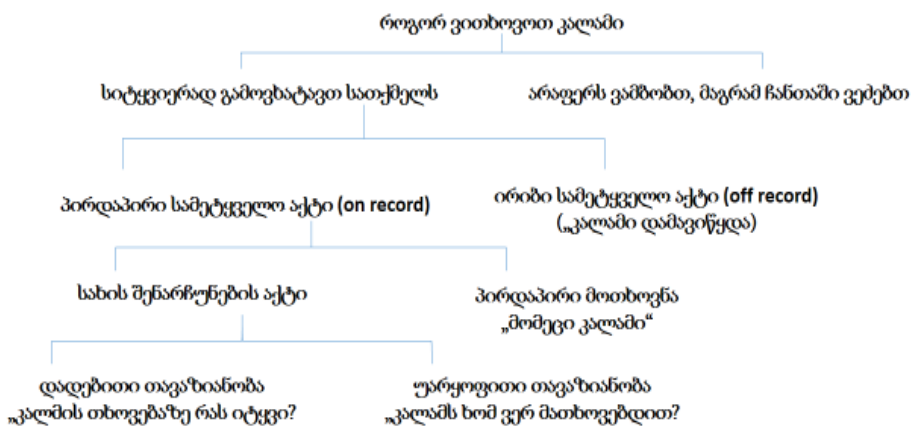 როგორ ვითხოვოთ კალამი
სიტყვიერად გამოვხატავთ სათქმელს
არაფერს ვამბობთ, მაგრამ ჩანთაში ვეძებთ
პირდაპირი სამეტყველო აქტი (on record)
ირიბი სამეტყველო აქტი (off record)
(„კალამი დამავიწყდა)
სახის შენარჩუნების აქტი
პირდაპირი მოთხოვნა
„მომეცი კალამი“
დადებითი თავაზიანობა
„კალმის თხოვებაზე რას იტყვი?
უარყოფითი თავაზიანობა
„კალამს ხომ ვერ მათხოვებდით?